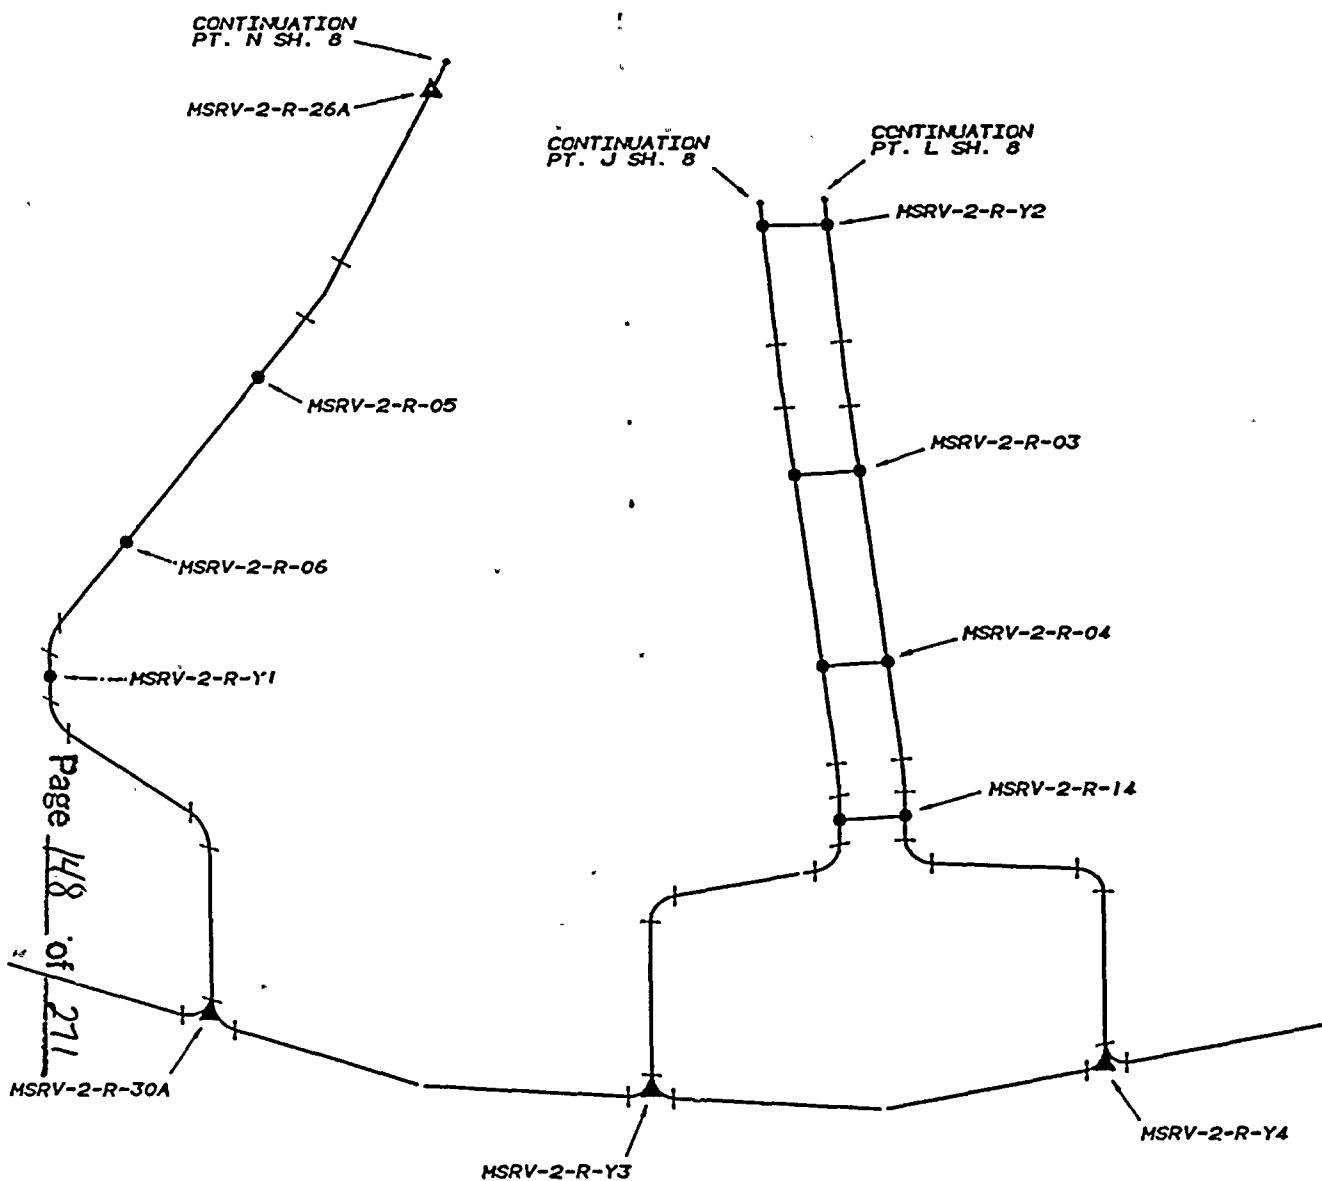 CONTINUATION
PT. N SH. 8
MSRV-2-R-26A
CONTINUATION
PT. J SH. 8
CONTINUATION
PT. L SH. 8
MSRV-2-R-Y2
MSRV-2-R-05
MSRV-2-R-03
MSRV-2-R-06
MSRV-2-R-04
MSRV-2-R-Y1
MSRV-2-R-14
Page 148 of 271
MSRV-2-R-30A
MSRV-2-R-Y3
MSRV-2-R-Y4